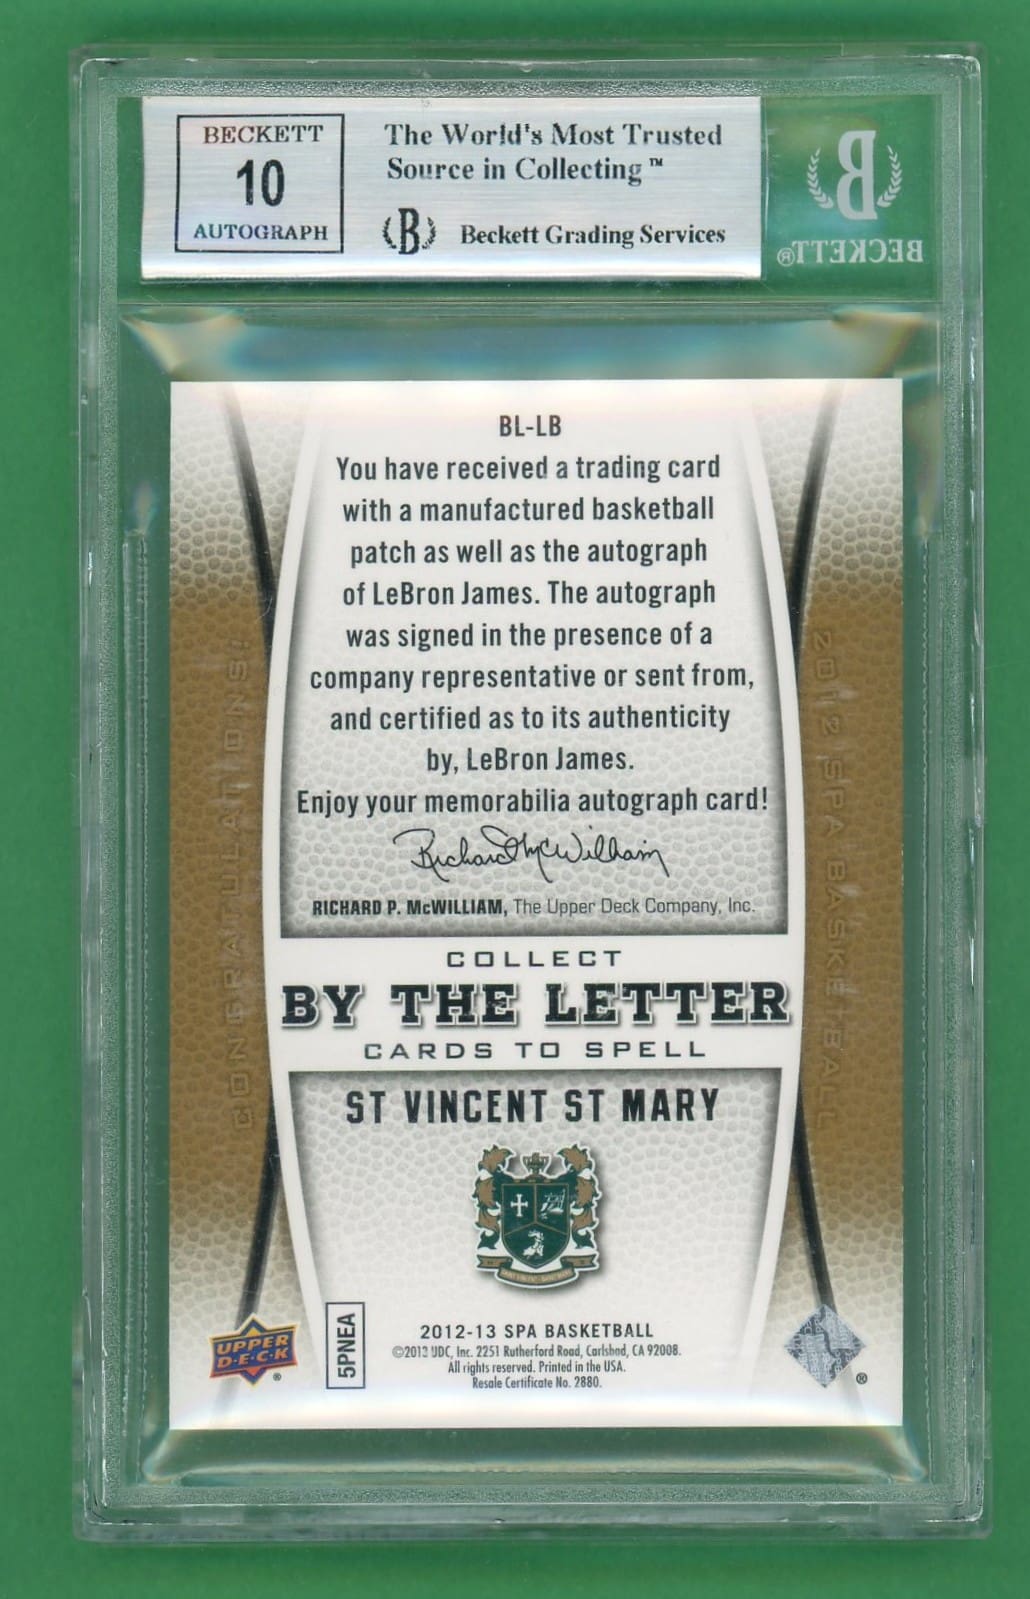 BECKETT
10
AUTOGRAPH
The World's Most Trusted
Source in Collecting™
B
Beckett Grading Services
B
BECKETT®
BL-LB
You have received a trading card
with a manufactured basketball
patch as well as the autograph
of LeBron James. The autograph
was signed in the presence of a
company representative or sent from,
and certified as to its authenticity
by, LeBron James.
Enjoy your memorabilia autograph card!
Richard McWilliam
RICHARD P. McWILLIAM, The Upper Deck Company, Inc.
CONGRATULATIONS!
2012 SPA BASKETBALL
COLLECT
BY THE LETTER
CARDS TO SPELL
ST VINCENT ST MARY
UPPER
D·E·C·K
®
5PNEA
2012-13 SPA BASKETBALL
©2013 UDC, Inc. 2251 Rutherford Road, Carlsbad, CA 92008.
All rights reserved. Printed in the USA.
Resale Certificate No. 2880.
®